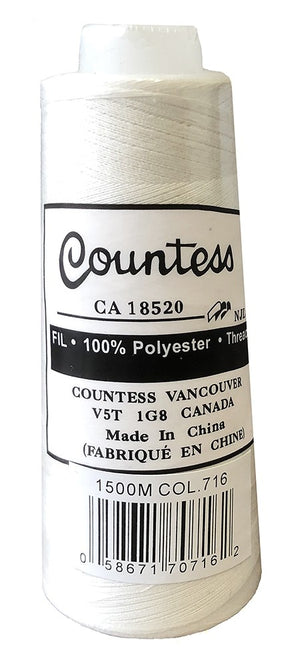 Countess
CA 18520
NJL
FIL • 100% Polyester • Thread
COUNTESS VANCOUVER
V5T 1G8 CANADA
Made In China
(FABRIQUÉ EN CHINE)
1500M COL.716
0 58671 70716 2